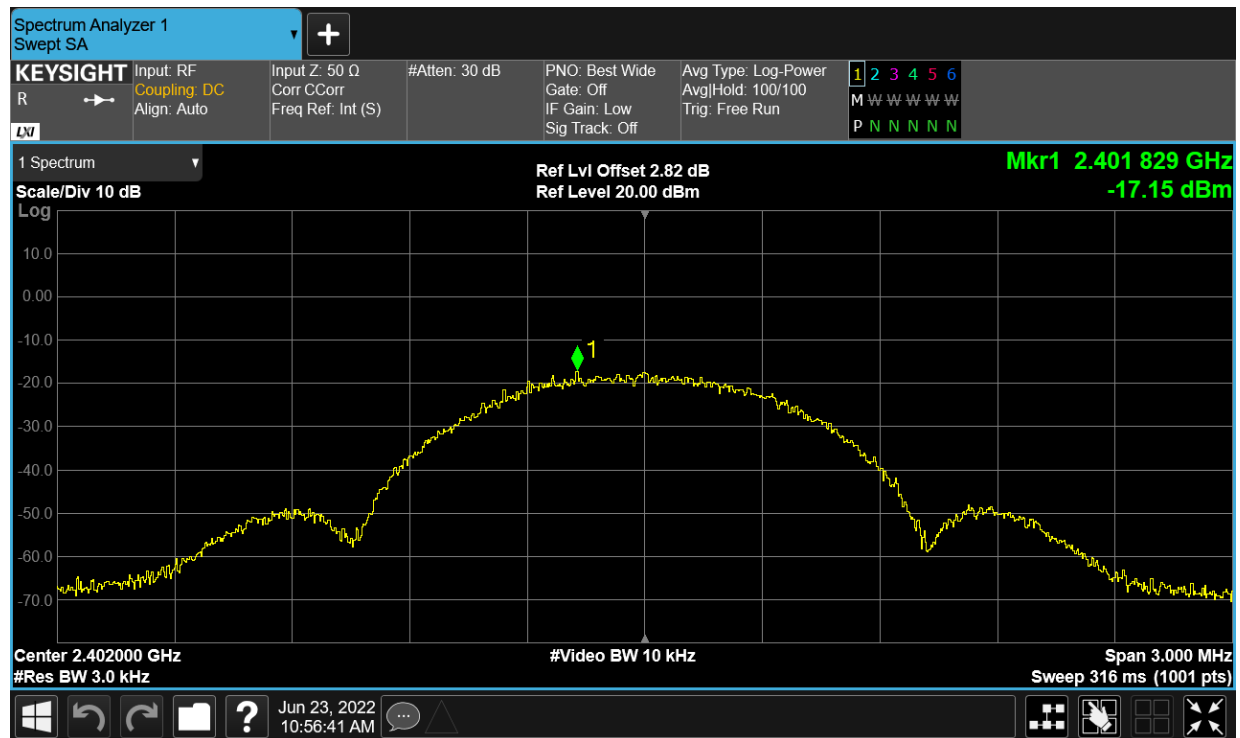 Spectrum Analyzer 1
Swept SA
KEYSIGHT
R
LXI
Input: RF
Coupling: DC
Align: Auto
Input Z: 50 Ω
Corr CCorr
Freq Ref: Int (S)
#Atten: 30 dB
PNO: Best Wide
Gate: Off
IF Gain: Low
Sig Track: Off
Avg Type: Log-Power
Avg|Hold: 100/100
Trig: Free Run
1 2 3 4 5 6
M W W W W W W
P N N N N N N
1 Spectrum
Scale/Div 10 dB
Ref Lvl Offset 2.82 dB
Ref Level 20.00 dBm
Mkr1 2.401 829 GHz
-17.15 dBm
Log
10.0
0.00
-10.0
1
-20.0
-30.0
-40.0
-50.0
-60.0
-70.0
Center 2.402000 GHz
#Res BW 3.0 kHz
#Video BW 10 kHz
Span 3.000 MHz
Sweep 316 ms (1001 pts)
?
Jun 23, 2022
10:56:41 AM